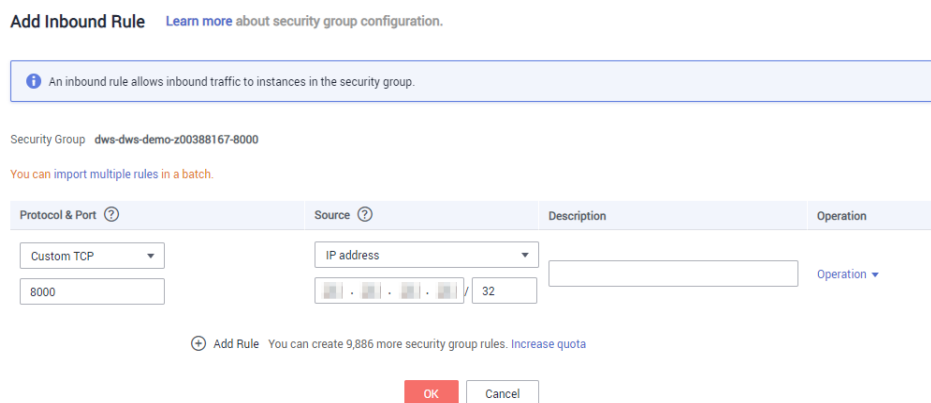 Add Inbound Rule Learn more about security group configuration.
An inbound rule allows inbound traffic to instances in the security group.
Security Group dws-dws-demo-z00388167-8000
You can import multiple rules in a batch.
Protocol & Port Source Description Operation
Custom TCP IP address
Operation
8000 . . . / 32
Add Rule You can create 9,886 more security group rules. Increase quota
OK Cancel